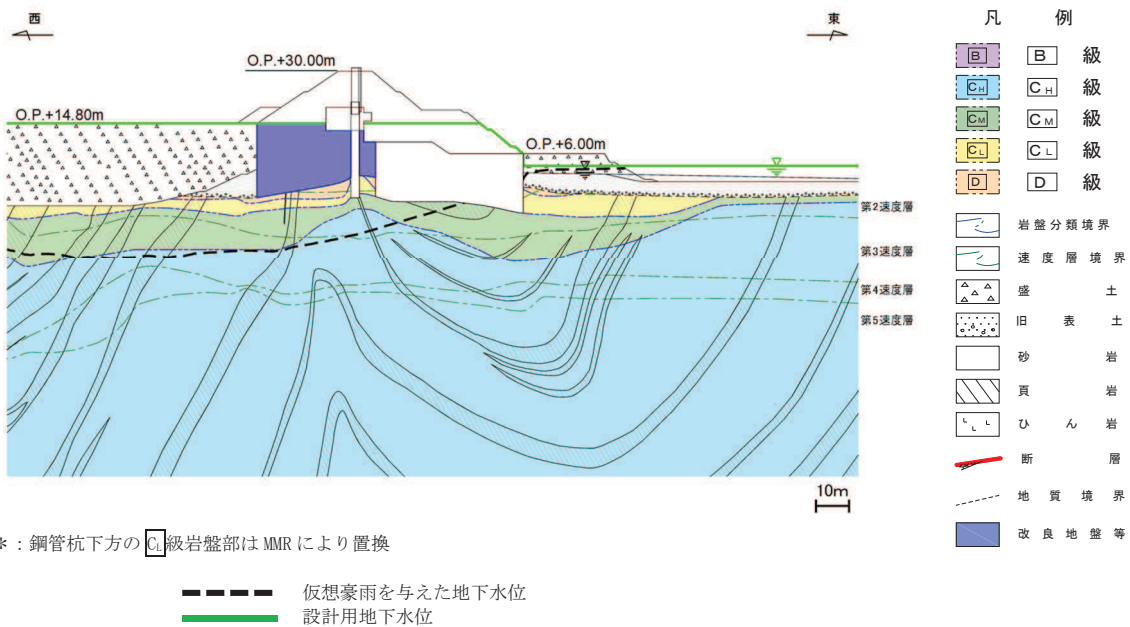 西
東
O.P.+30.00m
O.P.+14.80m
O.P.+6.00m
第2速度層
第3速度層
第4速度層
第5速度層
10m
凡 例
B B 級
CH CH 級
CM CM 級
CL CL 級
D D 級
岩盤分類境界
速度層境界
盛土
旧表土
砂岩
頁岩
ひん岩
断層
地質境界
改良地盤等
*：鋼管杭下方のCL級岩盤部はMMRにより置換
仮想豪雨を与えた地下水位
設計用地下水位